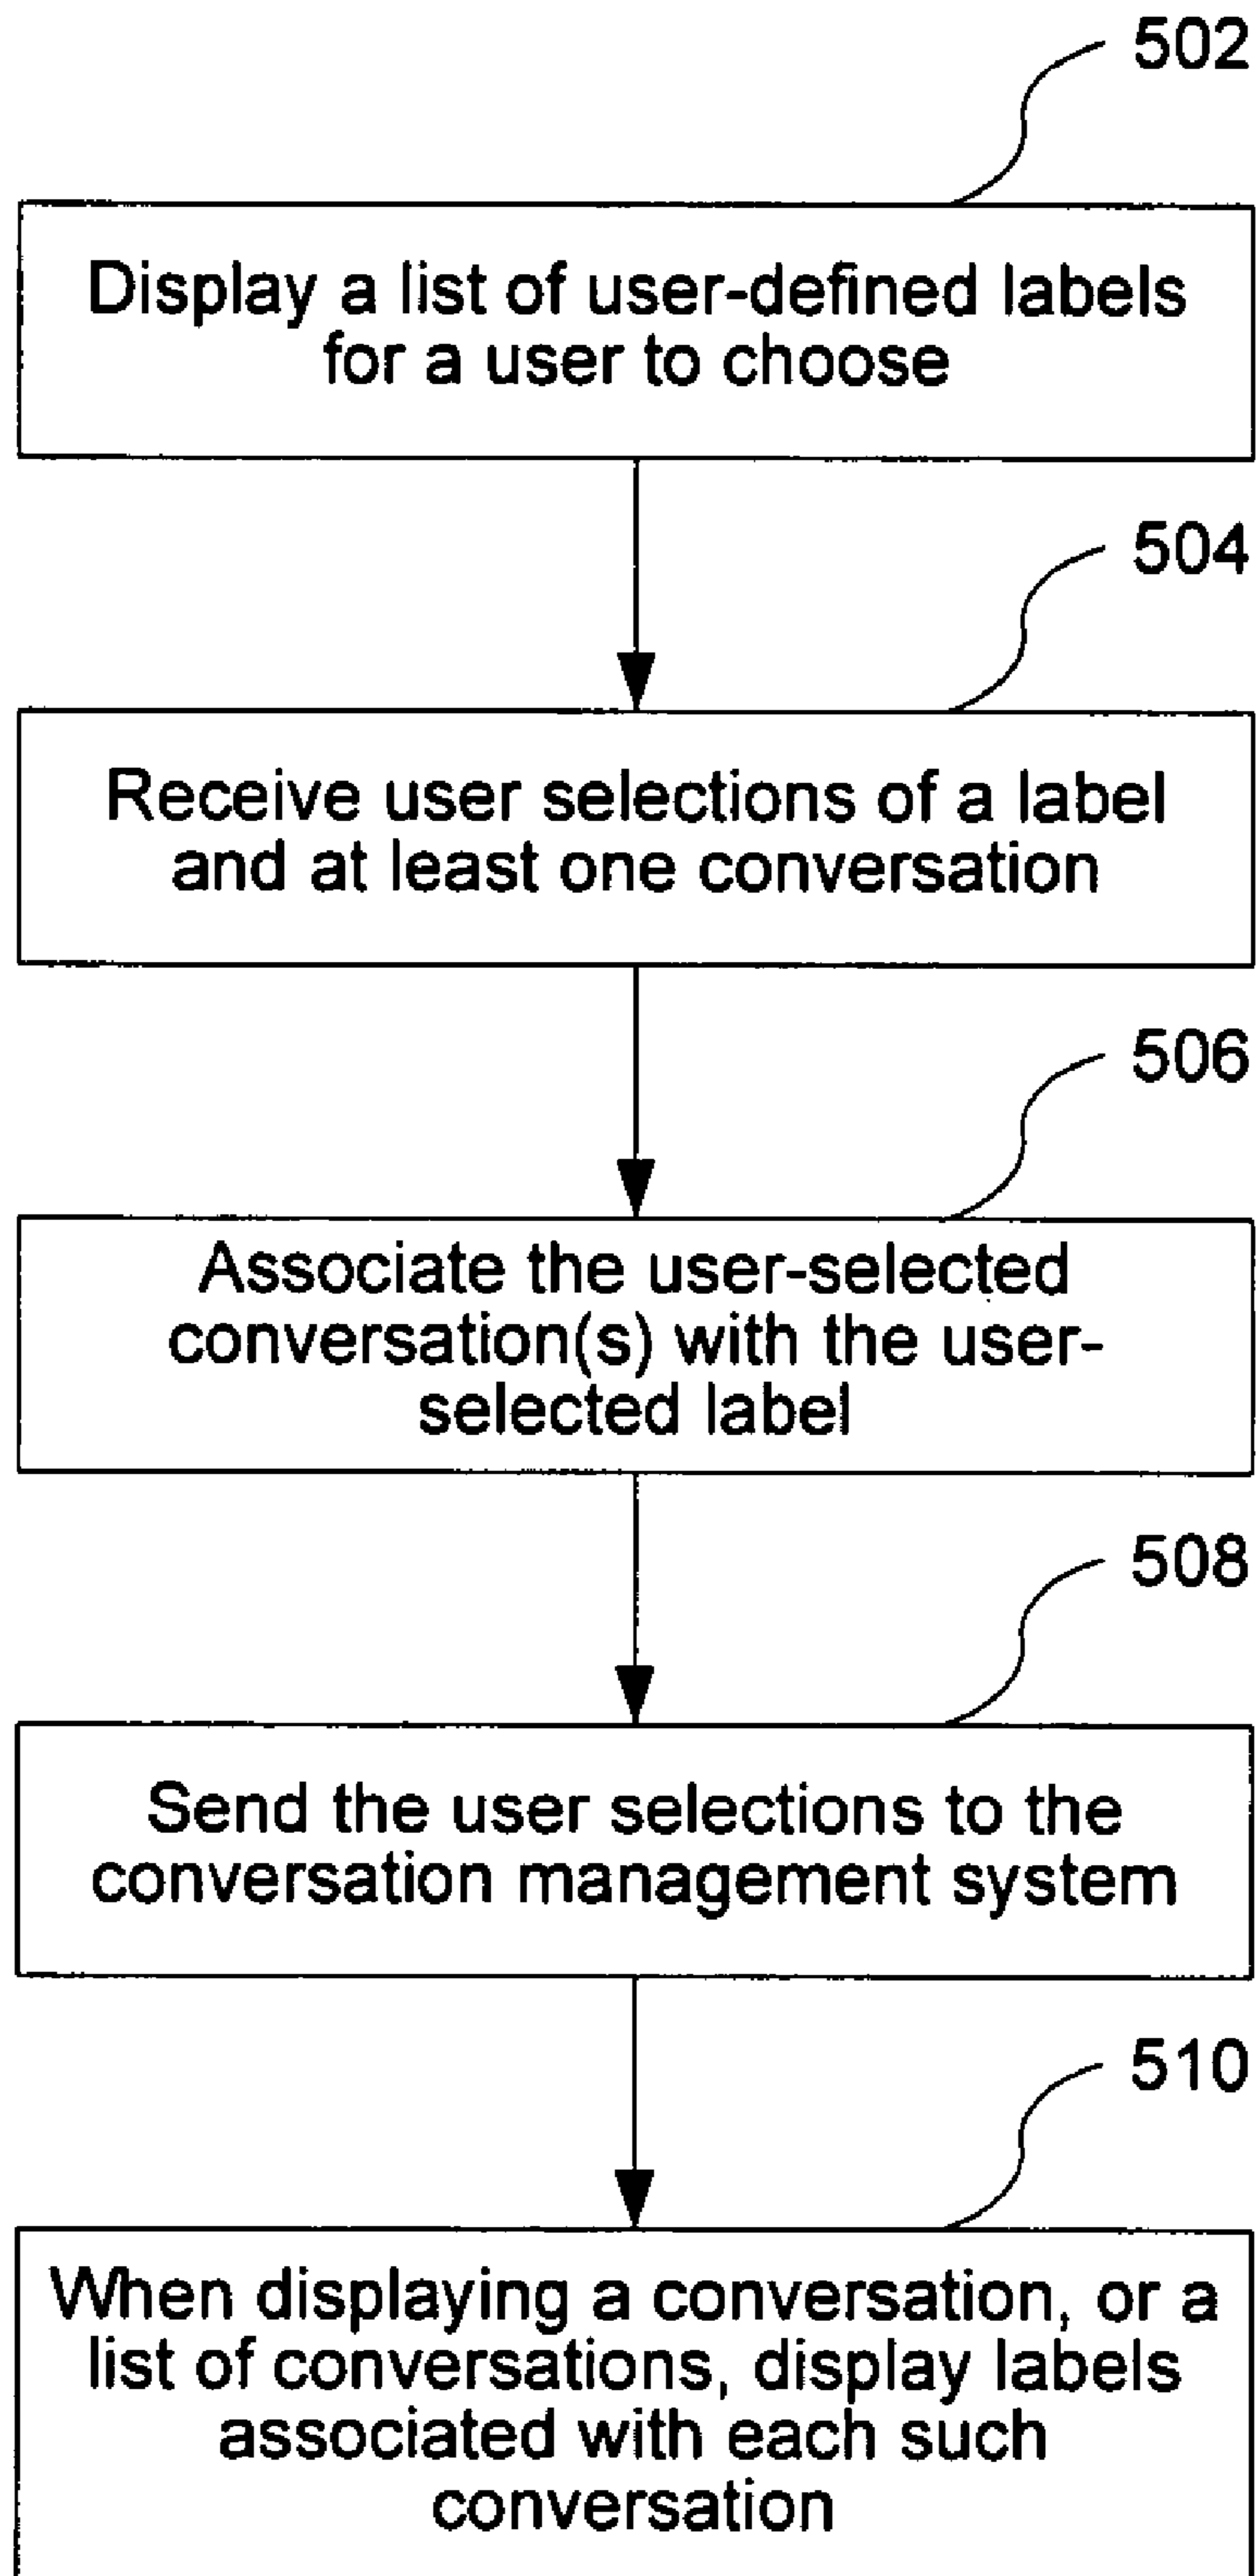 502
Display a list of user-defined labels
for a user to choose
504
Receive user selections of a label
and at least one conversation
506
Associate the user-selected
conversation(s) with the user-
selected label
508
Send the user selections to the
conversation management system
510
When displaying a conversation, or a
list of conversations, display labels
associated with each such
conversation